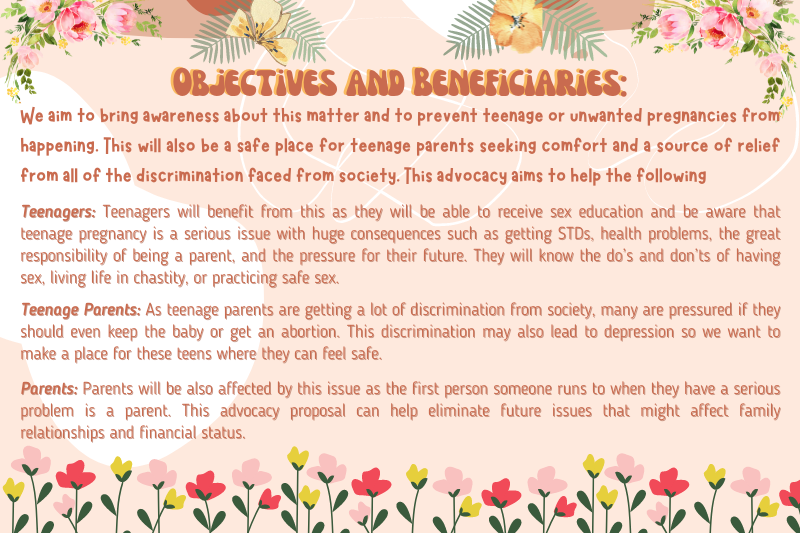 Objectives and Beneficiaries:
We aim to bring awareness about this matter and to prevent teenage or unwanted pregnancies from
happening. This will also be a safe place for teenage parents seeking comfort and a source of relief
from all of the discrimination faced from society. This advocacy aims to help the following
Teenagers: Teenagers will benefit from this as they will be able to receive sex education and be aware that
teenage pregnancy is a serious issue with huge consequences such as getting STDs, health problems, the great
responsibility of being a parent, and the pressure for their future. They will know the do's and don'ts of having
sex, living life in chastity, or practicing safe sex.
Teenage Parents: As teenage parents are getting a lot of discrimination from society, many are pressured if they
should even keep the baby or get an abortion. This discrimination may also lead to depression so we want to
make a place for these teens where they can feel safe.
Parents: Parents will be also affected by this issue as the first person someone runs to when they have a serious
problem is a parent. This advocacy proposal can help eliminate future issues that might affect family
relationships and financial status.